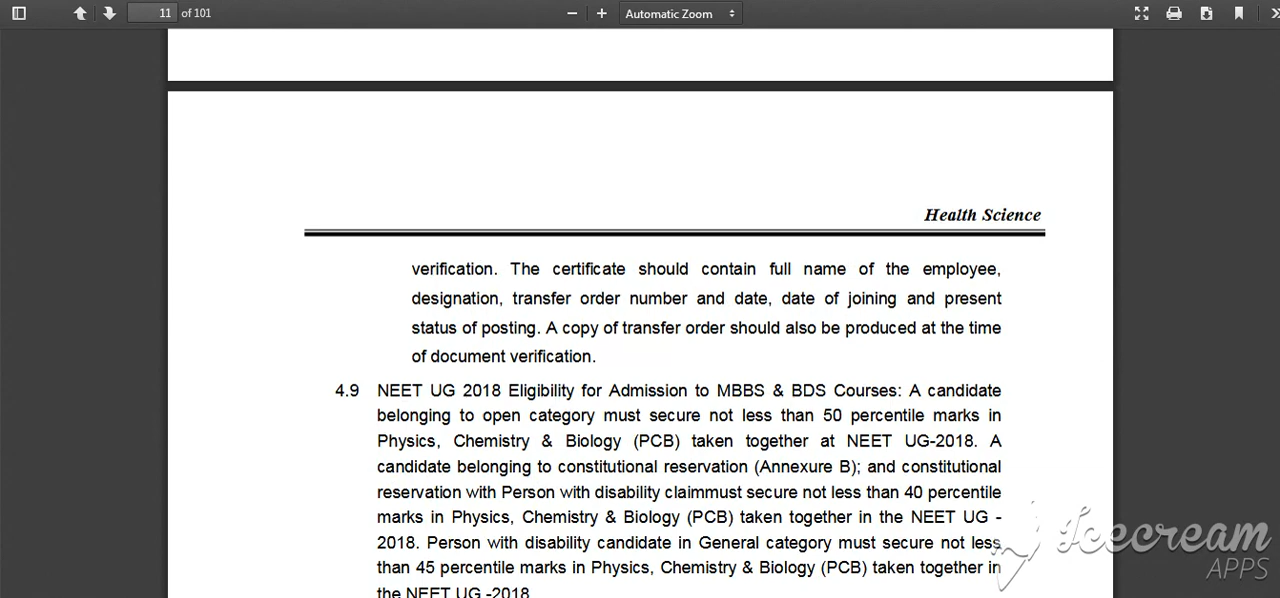 11 of 101
Automatic Zoom
Health Science
verification. The certificate should contain full name of the employee,
designation, transfer order number and date, date of joining and present
status of posting. A copy of transfer order should also be produced at the time
of document verification.
4.9 NEET UG 2018 Eligibility for Admission to MBBS & BDS Courses: A candidate
belonging to open category must secure not less than 50 percentile marks in
Physics, Chemistry & Biology (PCB) taken together at NEET UG-2018. A
candidate belonging to constitutional reservation (Annexure B); and constitutional
reservation with Person with disability claimmust secure not less than 40 percentile
marks in Physics, Chemistry & Biology (PCB) taken together in the NEET UG -
2018. Person with disability candidate in General category must secure not less
than 45 percentile marks in Physics, Chemistry & Biology (PCB) taken together in
the NEET UG -2018
Icecream
APPS